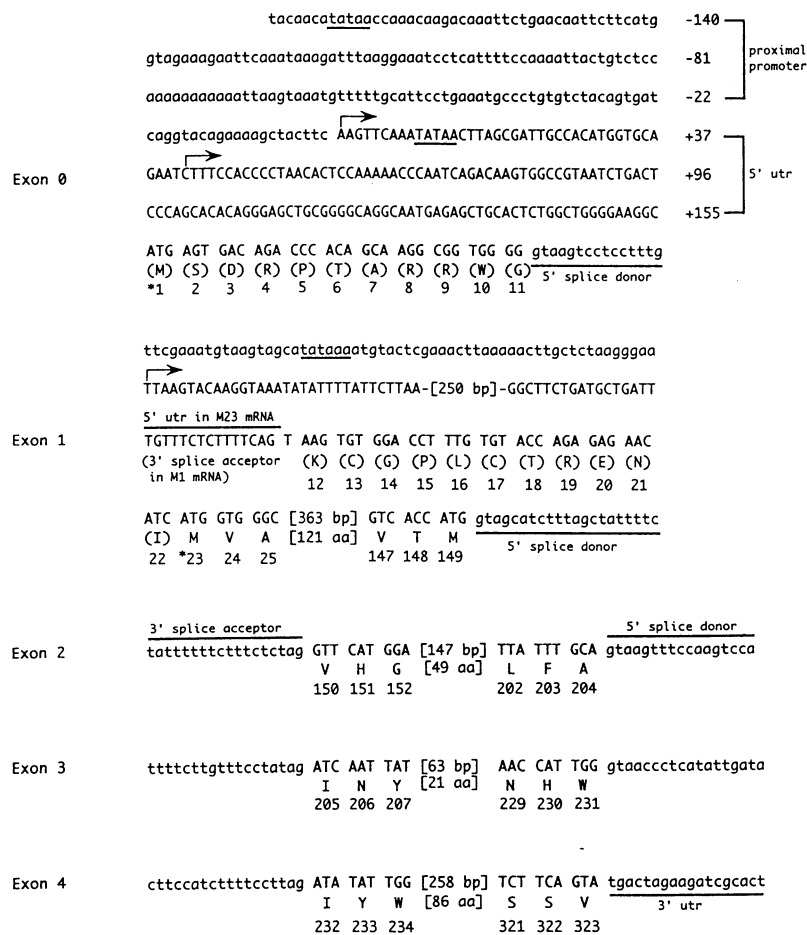 tacaacatataaccaaacaagacaaattctgaacaattcttcatg -140
proximal promoter
gtagaaagaattcaaataaagatttaaggaaatcctcattttccaaaattactgtctcc -81
aaaaaaaaaaaattaagtaaatgtttttgcattcctgaaatgccctgtgtctacagtgat -22
caggtacagaaaagctacttc AAGTTCAAATATAACTTAGCGATTGCCACATGGTGCA +37
Exon 0 GAATCTTTCCACCCCTAACACTCCAAAAACCCAATCAGACAAGTGGCCGTAATCTGACT +96 5' utr
CCCAGCACACAGGGAGCTGCGGGGCAGGCAATGAGAGCTGCACTCTGGCTGGGGAAGGC +155
ATG AGT GAC AGA CCC ACA GCA AGG CGG TGG GG gtaagtcctcctttg
(M) (S) (D) (R) (P) (T) (A) (R) (R) (W) (G) 5' splice donor
*1 2 3 4 5 6 7 8 9 10 11
ttcgaaatgtaagtagcatataaaatgtactcgaaacttaaaaacttgctctaagggaa
TTAAGTACAAGGTAAATATATTTTATTCTTAA-[250 bp]-GGCTTCTGATGCTGATT
5' utr in M23 mRNA
Exon 1 TGTTTCTCTTTTCAG T AAG TGT GGA CCT TTG TGT ACC AGA GAG AAC
(3' splice acceptor in M1 mRNA) (K) (C) (G) (P) (L) (C) (T) (R) (E) (N)
12 13 14 15 16 17 18 19 20 21
ATC ATG GTG GGC [363 bp] GTC ACC ATG gtagcatctttagctattttc
(I) M V A [121 aa] V T M 5' splice donor
22 *23 24 25 147 148 149
3' splice acceptor 5' splice donor
Exon 2 tattttttctttctctag GTT CAT GGA [147 bp] TTA TTT GCA gtaagtttccaagtcca
V H G [49 aa] L F A
150 151 152 202 203 204
Exon 3 ttttcttgtttcctatag ATC AAT TAT [63 bp] AAC CAT TGG gtaaccctcatattgata
I N Y [21 aa] N H W
205 206 207 229 230 231
Exon 4 cttccatcttttccttag ATA TAT TGG [258 bp] TCT TCA GTA tgactagaagatcgcact
I Y W [86 aa] S S V 3' utr
232 233 234 321 322 323